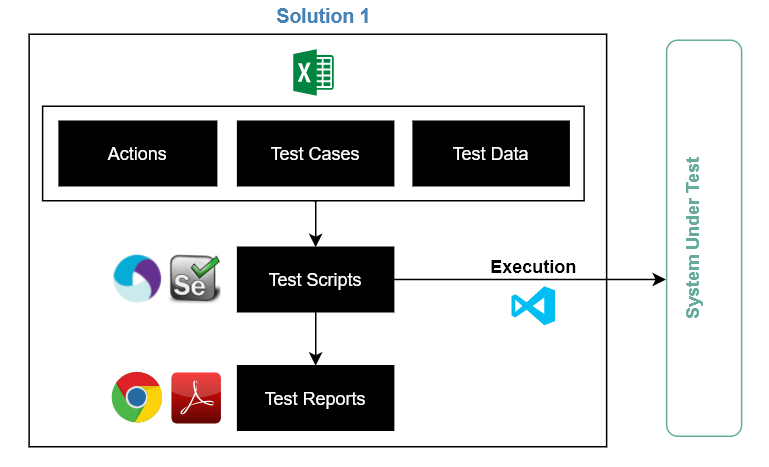 Solution 1
X
Actions
Test Cases
Test Data
Test Scripts
Se
Execution
System Under Test
Test Reports